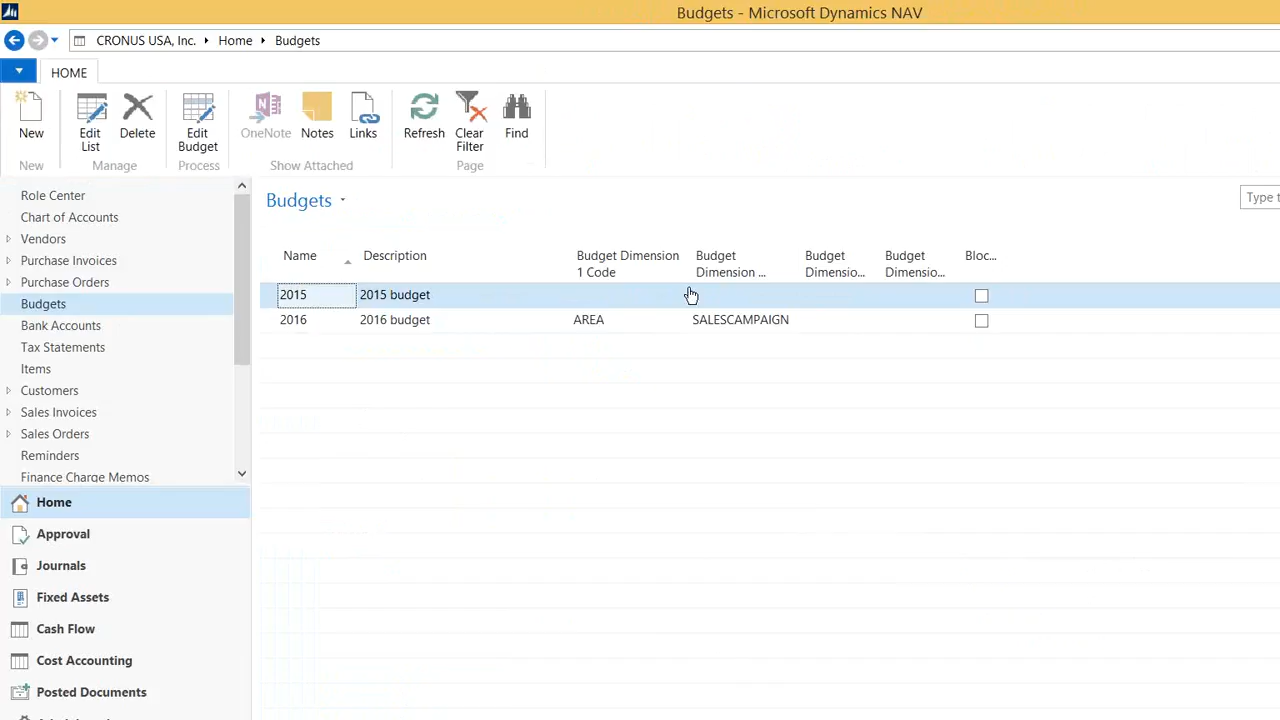 Budgets - Microsoft Dynamics NAV
CRONUS USA, Inc. Home Budgets
HOME
New
Edit List
Delete
Edit Budget
OneNote
Notes
Links
Refresh
Clear Filter
Find
New
Manage
Process
Show Attached
Page
Role Center
Chart of Accounts
Vendors
Purchase Invoices
Purchase Orders
Budgets
Bank Accounts
Tax Statements
Items
Customers
Sales Invoices
Sales Orders
Reminders
Finance Charge Memos
Home
Approval
Journals
Fixed Assets
Cash Flow
Cost Accounting
Posted Documents
Budgets
Type t
Name Description Budget Dimension 1 Code Budget Dimension ... Budget Dimensio... Budget Dimensio... Bloc...
2015 2015 budget
2016 2016 budget AREA SALESCAMPAIGN